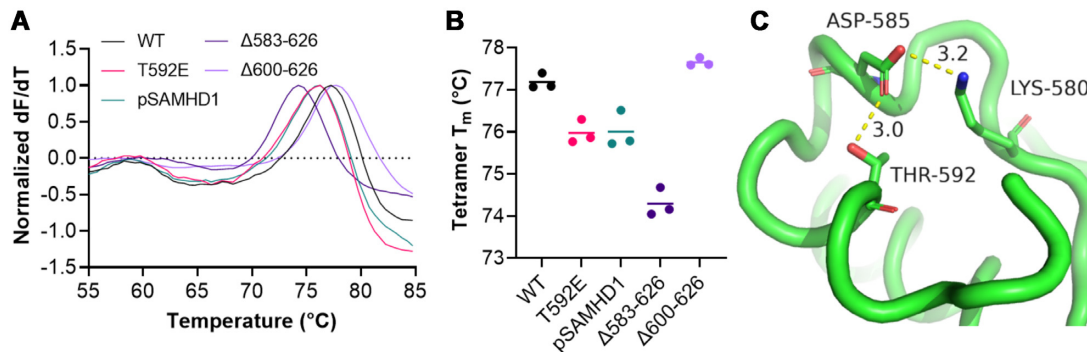 A
WT
T592E
pSAMHD1
Δ583-626
Δ600-626
Normalized dF/dT
1.5
1.0
0.5
0.0
-0.5
-1.0
-1.5
55 60 65 70 75 80 85
Temperature (°C)
B
Tetramer Tm (°C)
78
77
76
75
74
73
WT
T592E
pSAMHD1
Δ583-626
Δ600-626
C
ASP-585
3.2
LYS-580
3.0
THR-592